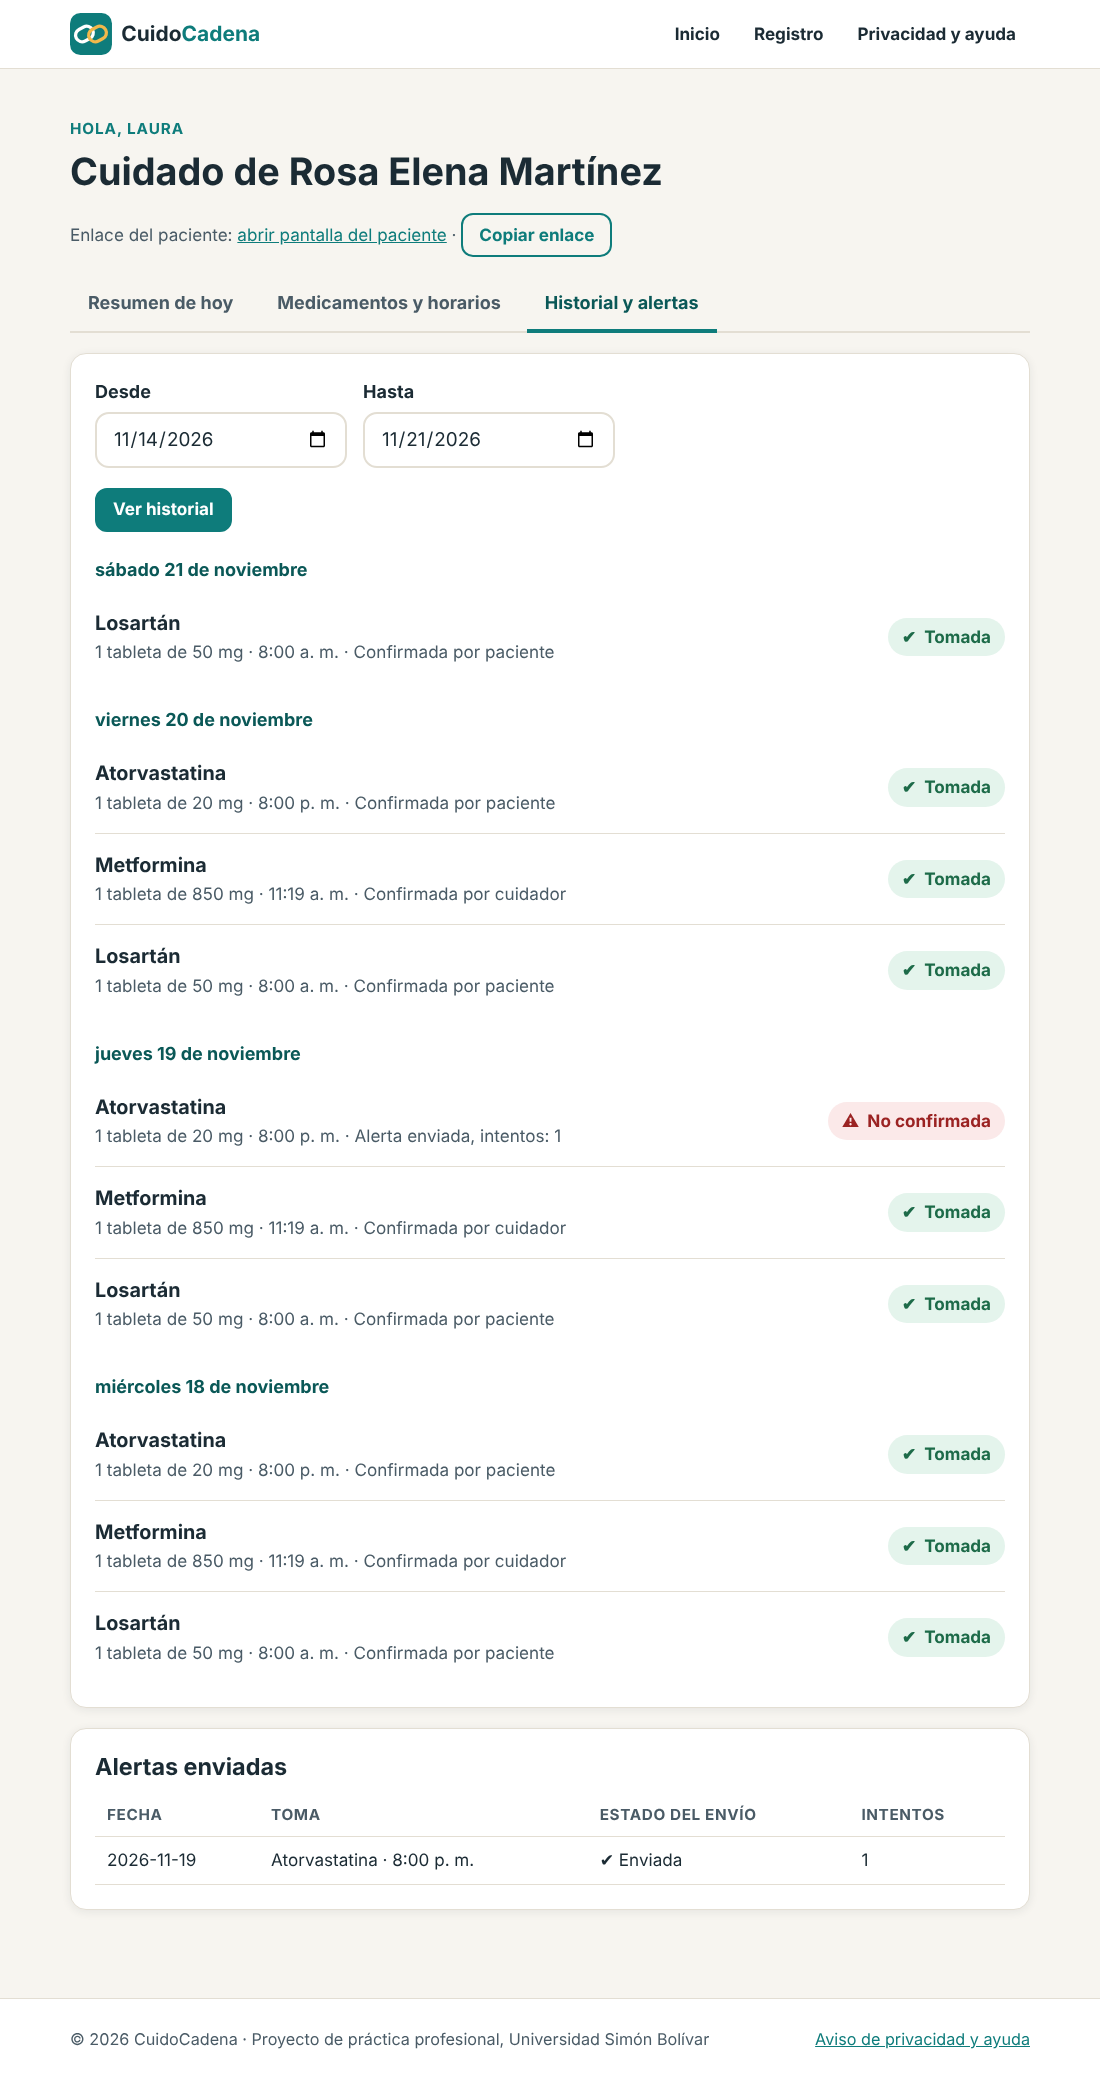 CuidoCadena
Inicio Registro Privacidad y ayuda
HOLA, LAURA
Cuidado de Rosa Elena Martínez
Enlace del paciente: abrir pantalla del paciente · Copiar enlace
Resumen de hoy Medicamentos y horarios Historial y alertas
Desde Hasta
11/14/2026 11/21/2026
Ver historial
sábado 21 de noviembre
Losartán
1 tableta de 50 mg · 8:00 a. m. · Confirmada por paciente
✔ Tomada
viernes 20 de noviembre
Atorvastatina
1 tableta de 20 mg · 8:00 p. m. · Confirmada por paciente
✔ Tomada
Metformina
1 tableta de 850 mg · 11:19 a. m. · Confirmada por cuidador
✔ Tomada
Losartán
1 tableta de 50 mg · 8:00 a. m. · Confirmada por paciente
✔ Tomada
jueves 19 de noviembre
Atorvastatina
1 tableta de 20 mg · 8:00 p. m. · Alerta enviada, intentos: 1
⚠ No confirmada
Metformina
1 tableta de 850 mg · 11:19 a. m. · Confirmada por cuidador
✔ Tomada
Losartán
1 tableta de 50 mg · 8:00 a. m. · Confirmada por paciente
✔ Tomada
miércoles 18 de noviembre
Atorvastatina
1 tableta de 20 mg · 8:00 p. m. · Confirmada por paciente
✔ Tomada
Metformina
1 tableta de 850 mg · 11:19 a. m. · Confirmada por cuidador
✔ Tomada
Losartán
1 tableta de 50 mg · 8:00 a. m. · Confirmada por paciente
✔ Tomada
Alertas enviadas
FECHA TOMA ESTADO DEL ENVÍO INTENTOS
2026-11-19 Atorvastatina · 8:00 p. m. ✔ Enviada 1
© 2026 CuidoCadena · Proyecto de práctica profesional, Universidad Simón Bolívar Aviso de privacidad y ayuda